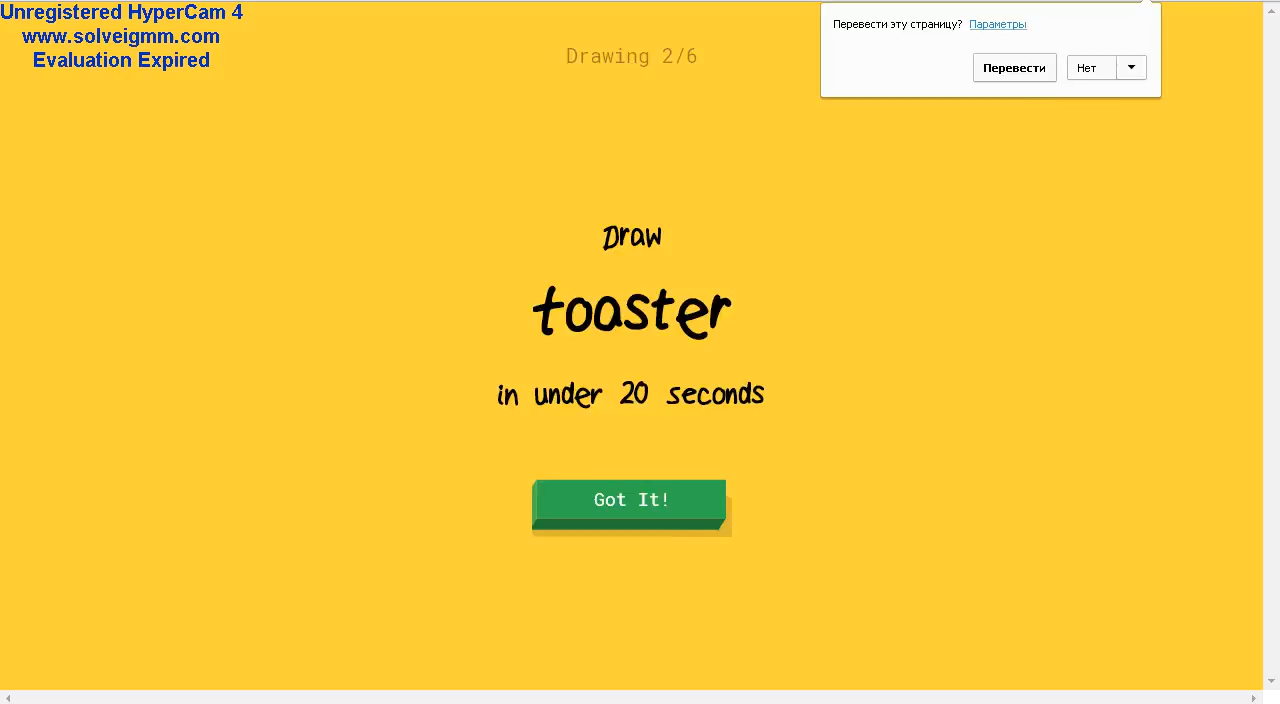 Unregistered HyperCam 4
www.solveigmm.com
Evaluation Expired
Перевести эту страницу? Параметры
Перевести Нет
Drawing 2/6
Draw
toaster
in under 20 seconds
Got It!